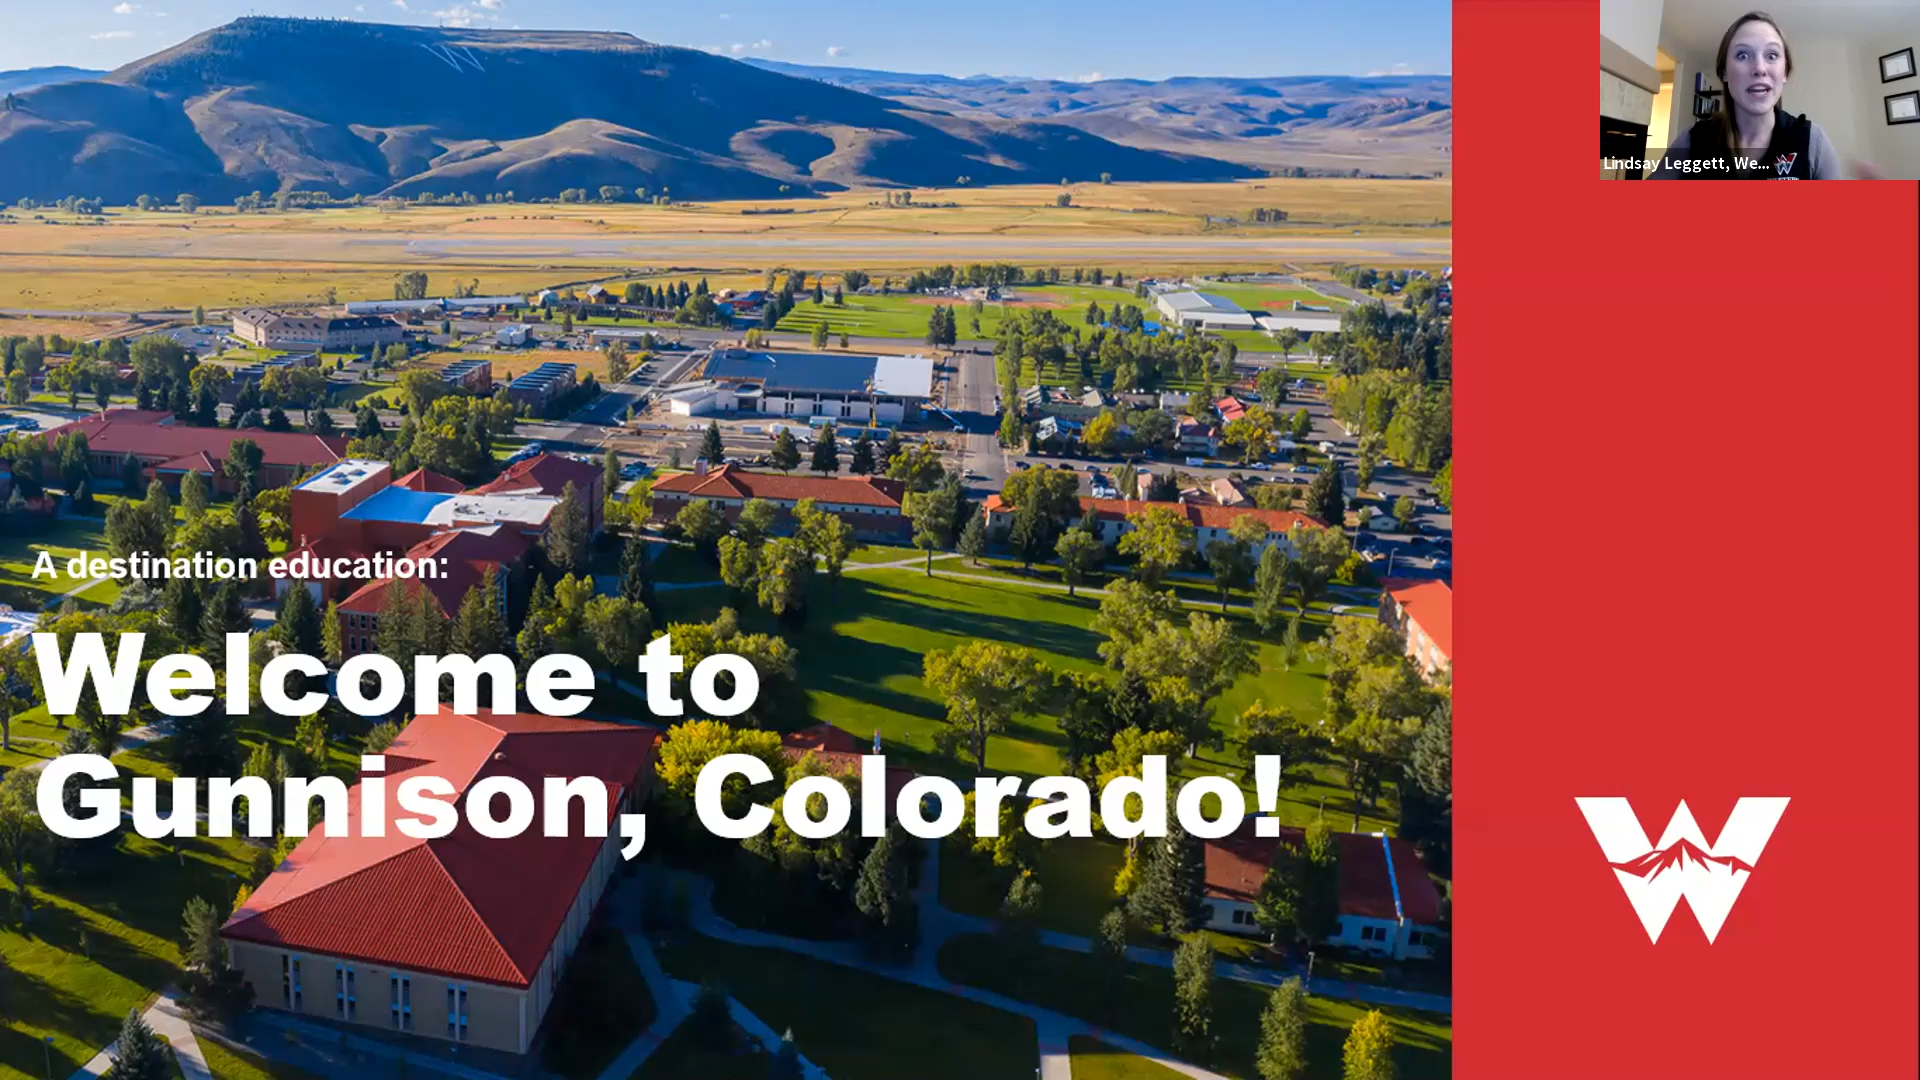 Lindsay Leggett, We...
A destination education:
Welcome to
Gunnison, Colorado!
W